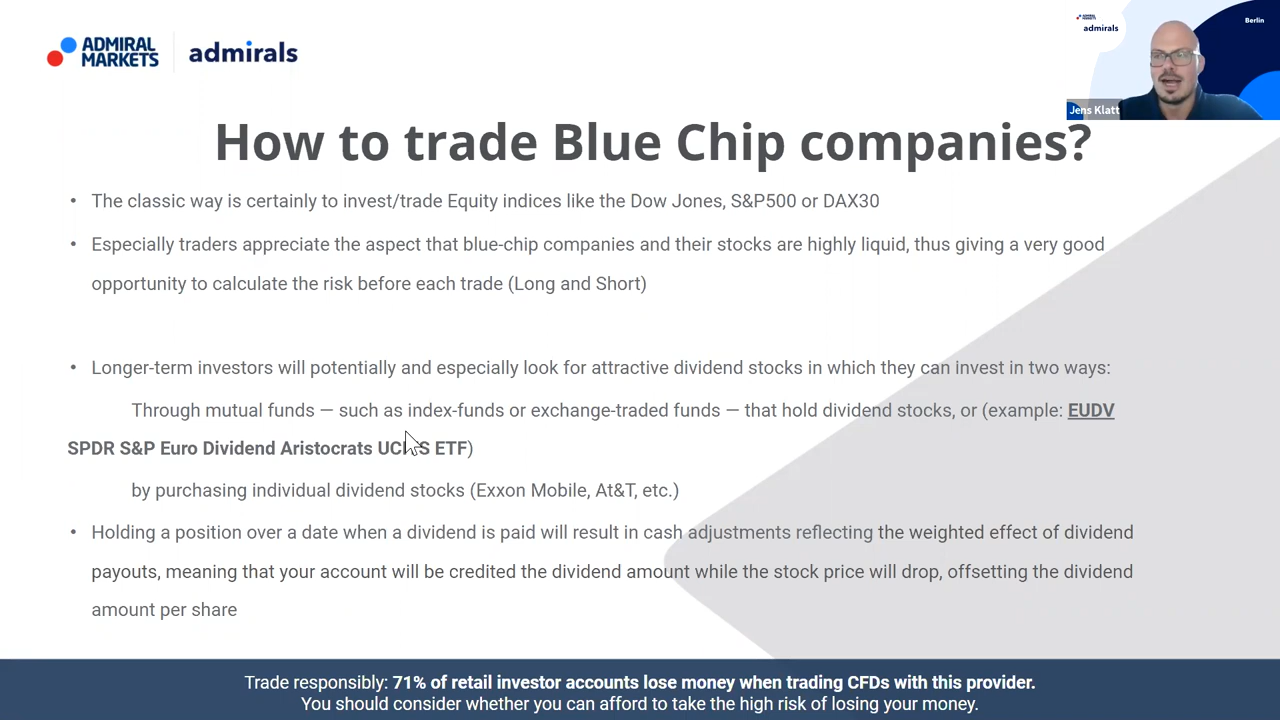 ADMIRAL
MARKETS
admirals
ADMIRAL
MARKETS
admirals
Berlin
Jens Klatt
How to trade Blue Chip companies?
• The classic way is certainly to invest/trade Equity indices like the Dow Jones, S&P500 or DAX30
• Especially traders appreciate the aspect that blue-chip companies and their stocks are highly liquid, thus giving a very good
opportunity to calculate the risk before each trade (Long and Short)
• Longer-term investors will potentially and especially look for attractive dividend stocks in which they can invest in two ways:
Through mutual funds — such as index-funds or exchange-traded funds — that hold dividend stocks, or (example: EUDV
SPDR S&P Euro Dividend Aristocrats UCITS ETF)
by purchasing individual dividend stocks (Exxon Mobile, At&T, etc.)
• Holding a position over a date when a dividend is paid will result in cash adjustments reflecting the weighted effect of dividend
payouts, meaning that your account will be credited the dividend amount while the stock price will drop, offsetting the dividend
amount per share
Trade responsibly: 71% of retail investor accounts lose money when trading CFDs with this provider.
You should consider whether you can afford to take the high risk of losing your money.